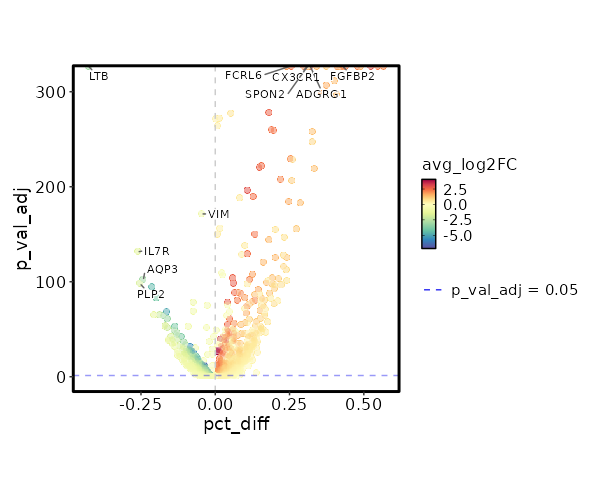 LTB
FCRL6
CX3CR1
FGFBP2
SPON2
ADGRG1
VIM
IL7R
AQP3
PLP2
300
200
100
0
p_val_adj
-0.25
0.00
0.25
0.50
pct_diff
avg_log2FC
2.5
0.0
-2.5
-5.0
p_val_adj = 0.05